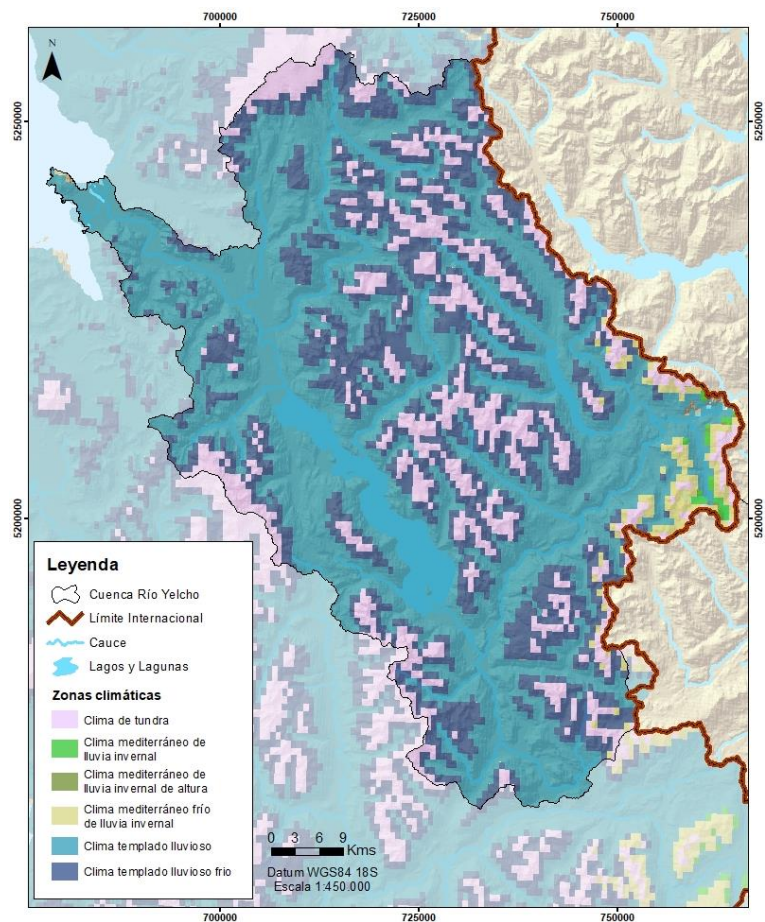 700000 725000 750000
N
5250000 5250000
5200000 5200000
Leyenda
Cuenca Río Yelcho
Límite Internacional
Cauce
Lagos y Lagunas
Zonas climáticas
Clima de tundra
Clima mediterráneo de
lluvia invernal
Clima mediterráneo de
lluvia invernal de altura
Clima mediterráneo frío
de lluvia invernal
Clima templado lluvioso
Clima templado lluvioso frio
0 3 6 9
Kms
Datum WGS84 18S
Escala 1:450.000
700000 725000 750000